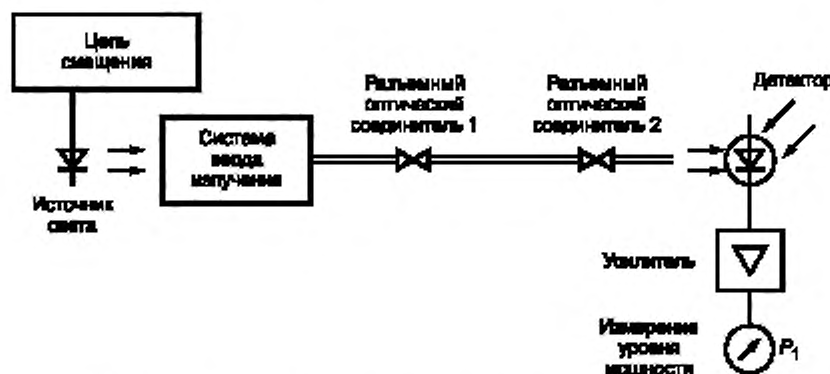 Цепь
смещения
Разъемный
оптический
соединитель 1
Разъемный
оптический
соединитель 2
Детектор
Система
ввода
излучения
Источник
света
Усилитель
Измерение
уровня
мощности
P1